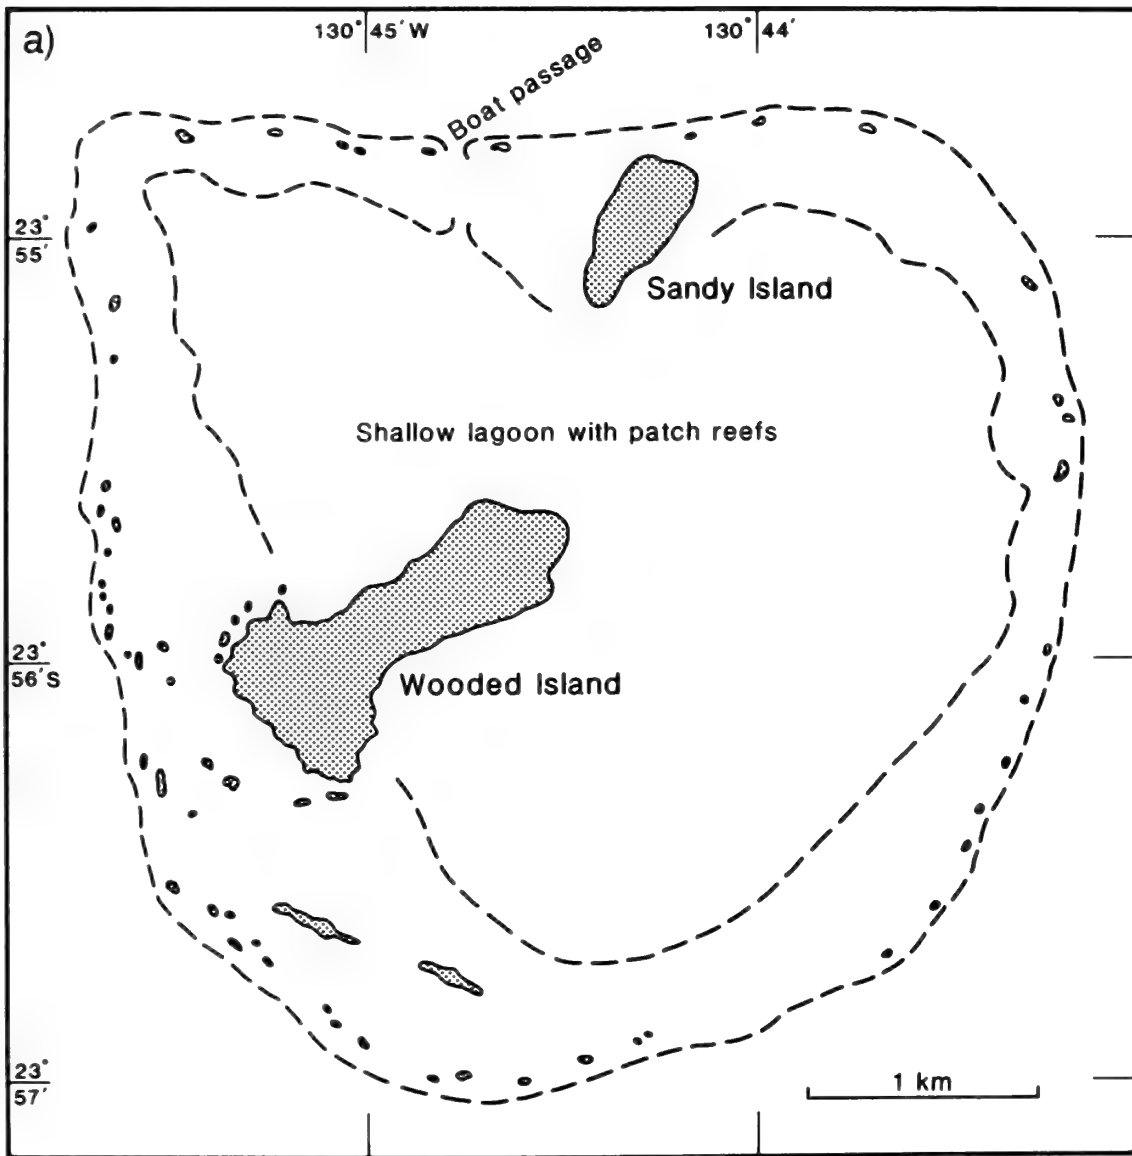 a)
130° 45′ W
130° 44′
Boat passage
23°
55′
Sandy Island
Shallow lagoon with patch reefs
23°
56′S
Wooded Island
23°
57′
1 km